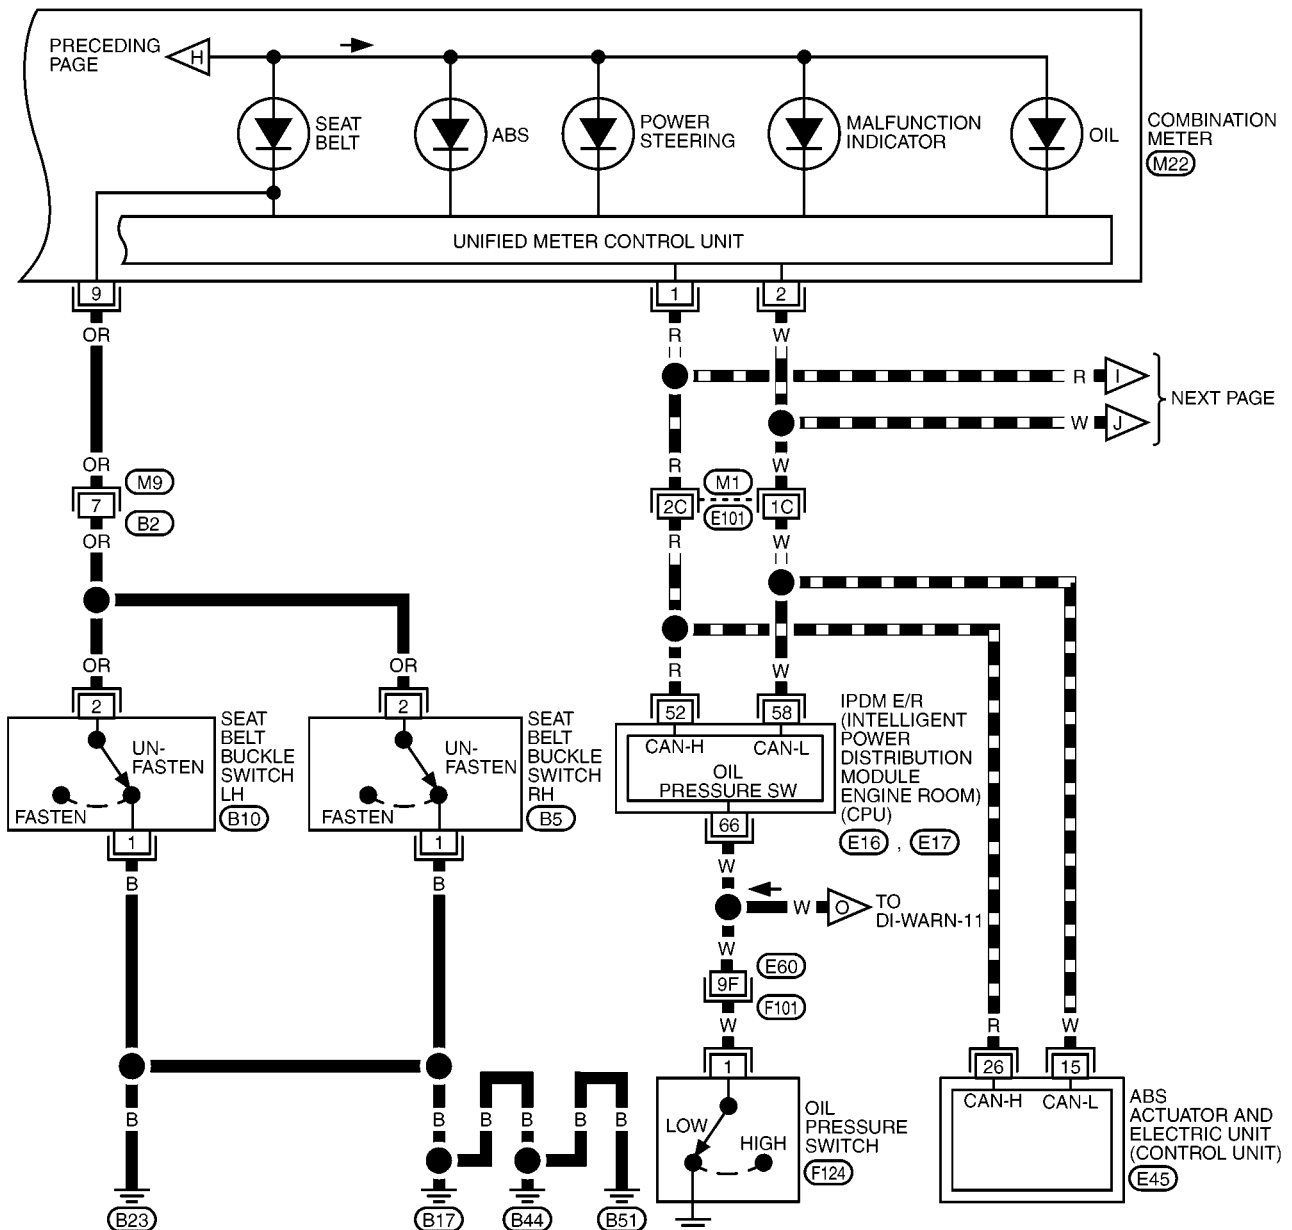 PRECEDING
PAGE
H
SEAT
BELT
ABS
POWER
STEERING
MALFUNCTION
INDICATOR
OIL
COMBINATION
METER
M22
UNIFIED METER CONTROL UNIT
9
1
2
OR
R
W
R
I
W
J
NEXT PAGE
OR
R
W
7
M9
B2
2C
M1
E101
1C
OR
R
W
OR
OR
R
W
2
2
52
58
UN-
FASTEN
FASTEN
SEAT
BELT
BUCKLE
SWITCH
LH
B10
UN-
FASTEN
FASTEN
SEAT
BELT
BUCKLE
SWITCH
RH
B5
CAN-H
CAN-L
OIL
PRESSURE SW
IPDM E/R
(INTELLIGENT
POWER
DISTRIBUTION
MODULE
ENGINE ROOM)
(CPU)
E16 , E17
1
1
66
B
B
W
W
O
TO
DI-WARN-11
W
9F
E60
F101
W
R
W
1
26
15
B
B
B
B
B
B
LOW
HIGH
OIL
PRESSURE
SWITCH
F124
CAN-H
CAN-L
ABS
ACTUATOR AND
ELECTRIC UNIT
(CONTROL UNIT)
E45
B23
B17
B44
B51